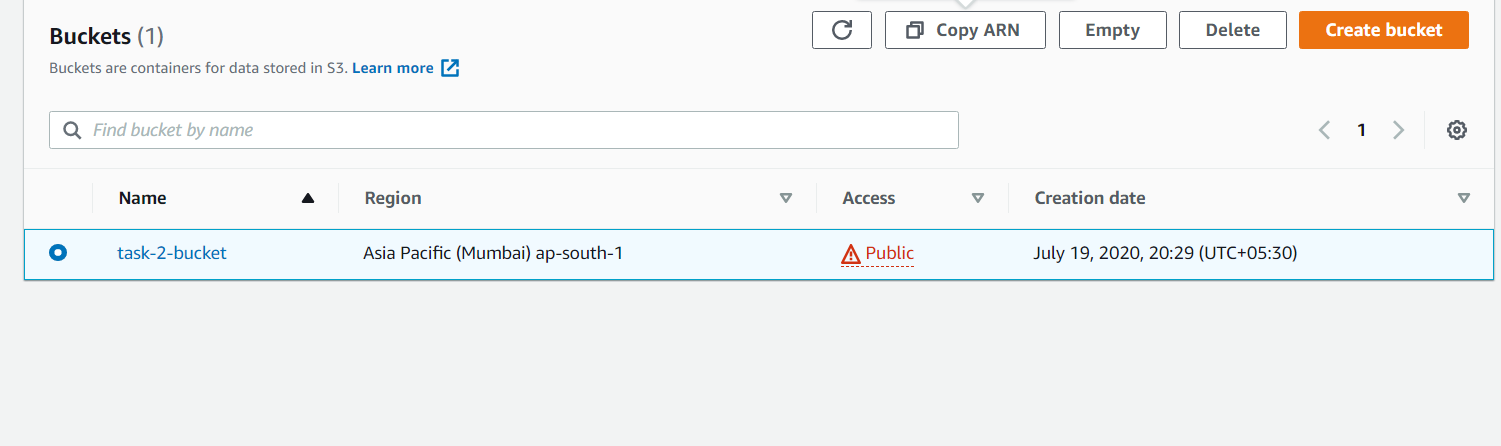 Buckets (1)
Copy ARN
Empty
Delete
Create bucket
Buckets are containers for data stored in S3. Learn more
Find bucket by name
1
Name
Region
Access
Creation date
task-2-bucket
Asia Pacific (Mumbai) ap-south-1
Public
July 19, 2020, 20:29 (UTC+05:30)